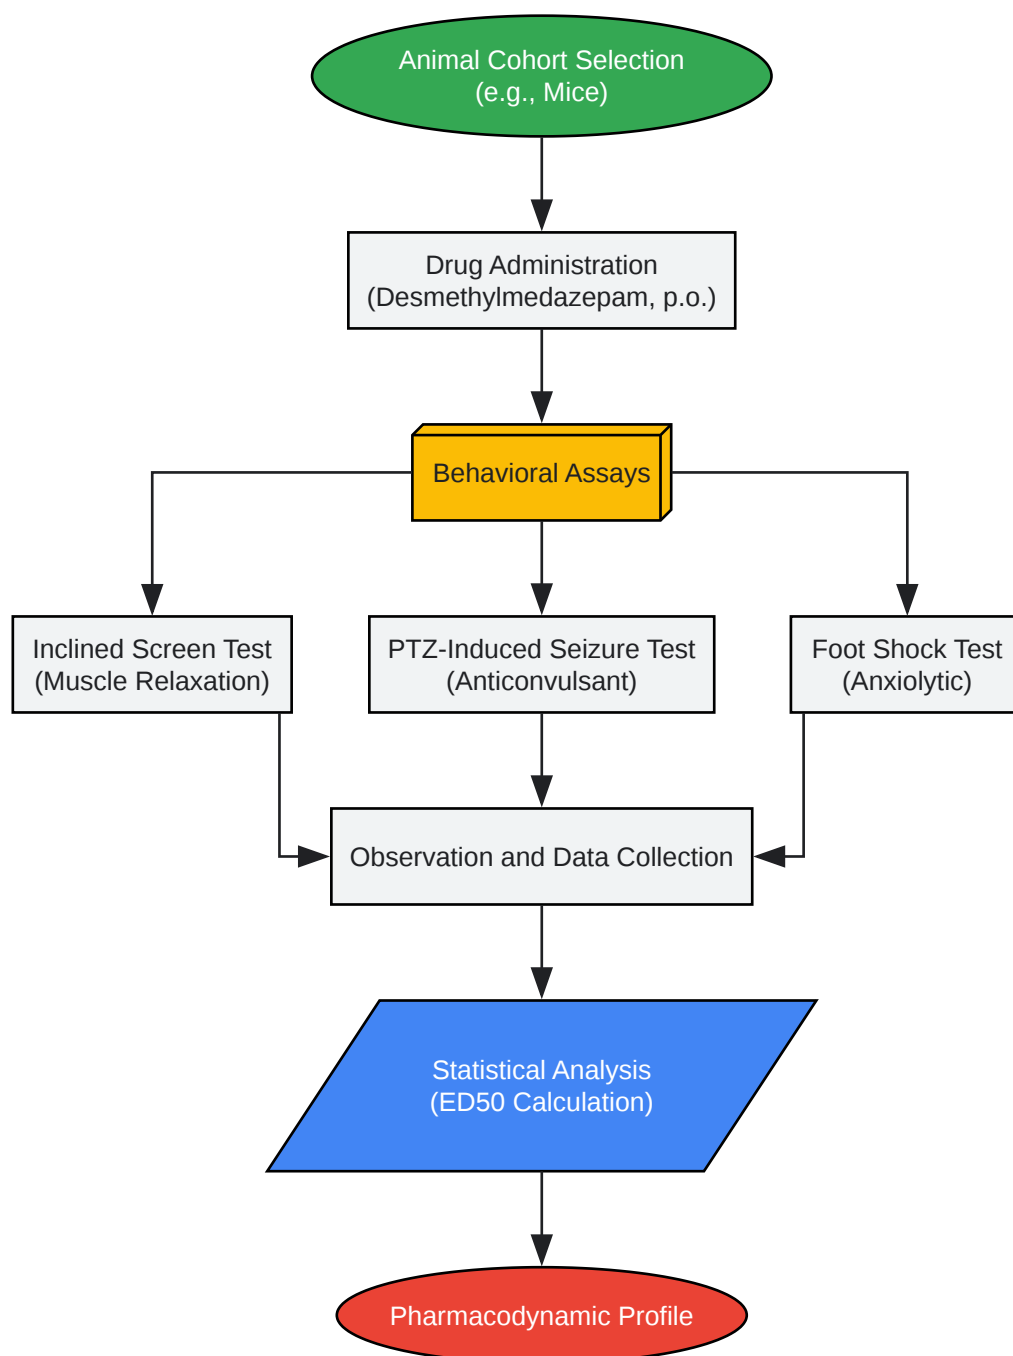 Animal Cohort Selection
(e.g., Mice)
Drug Administration
(Desmethylmedazepam, p.o.)
Behavioral Assays
Inclined Screen Test
(Muscle Relaxation)
PTZ-Induced Seizure Test
(Anticonvulsant)
Foot Shock Test
(Anxiolytic)
Observation and Data Collection
Statistical Analysis
(ED50 Calculation)
Pharmacodynamic Profile